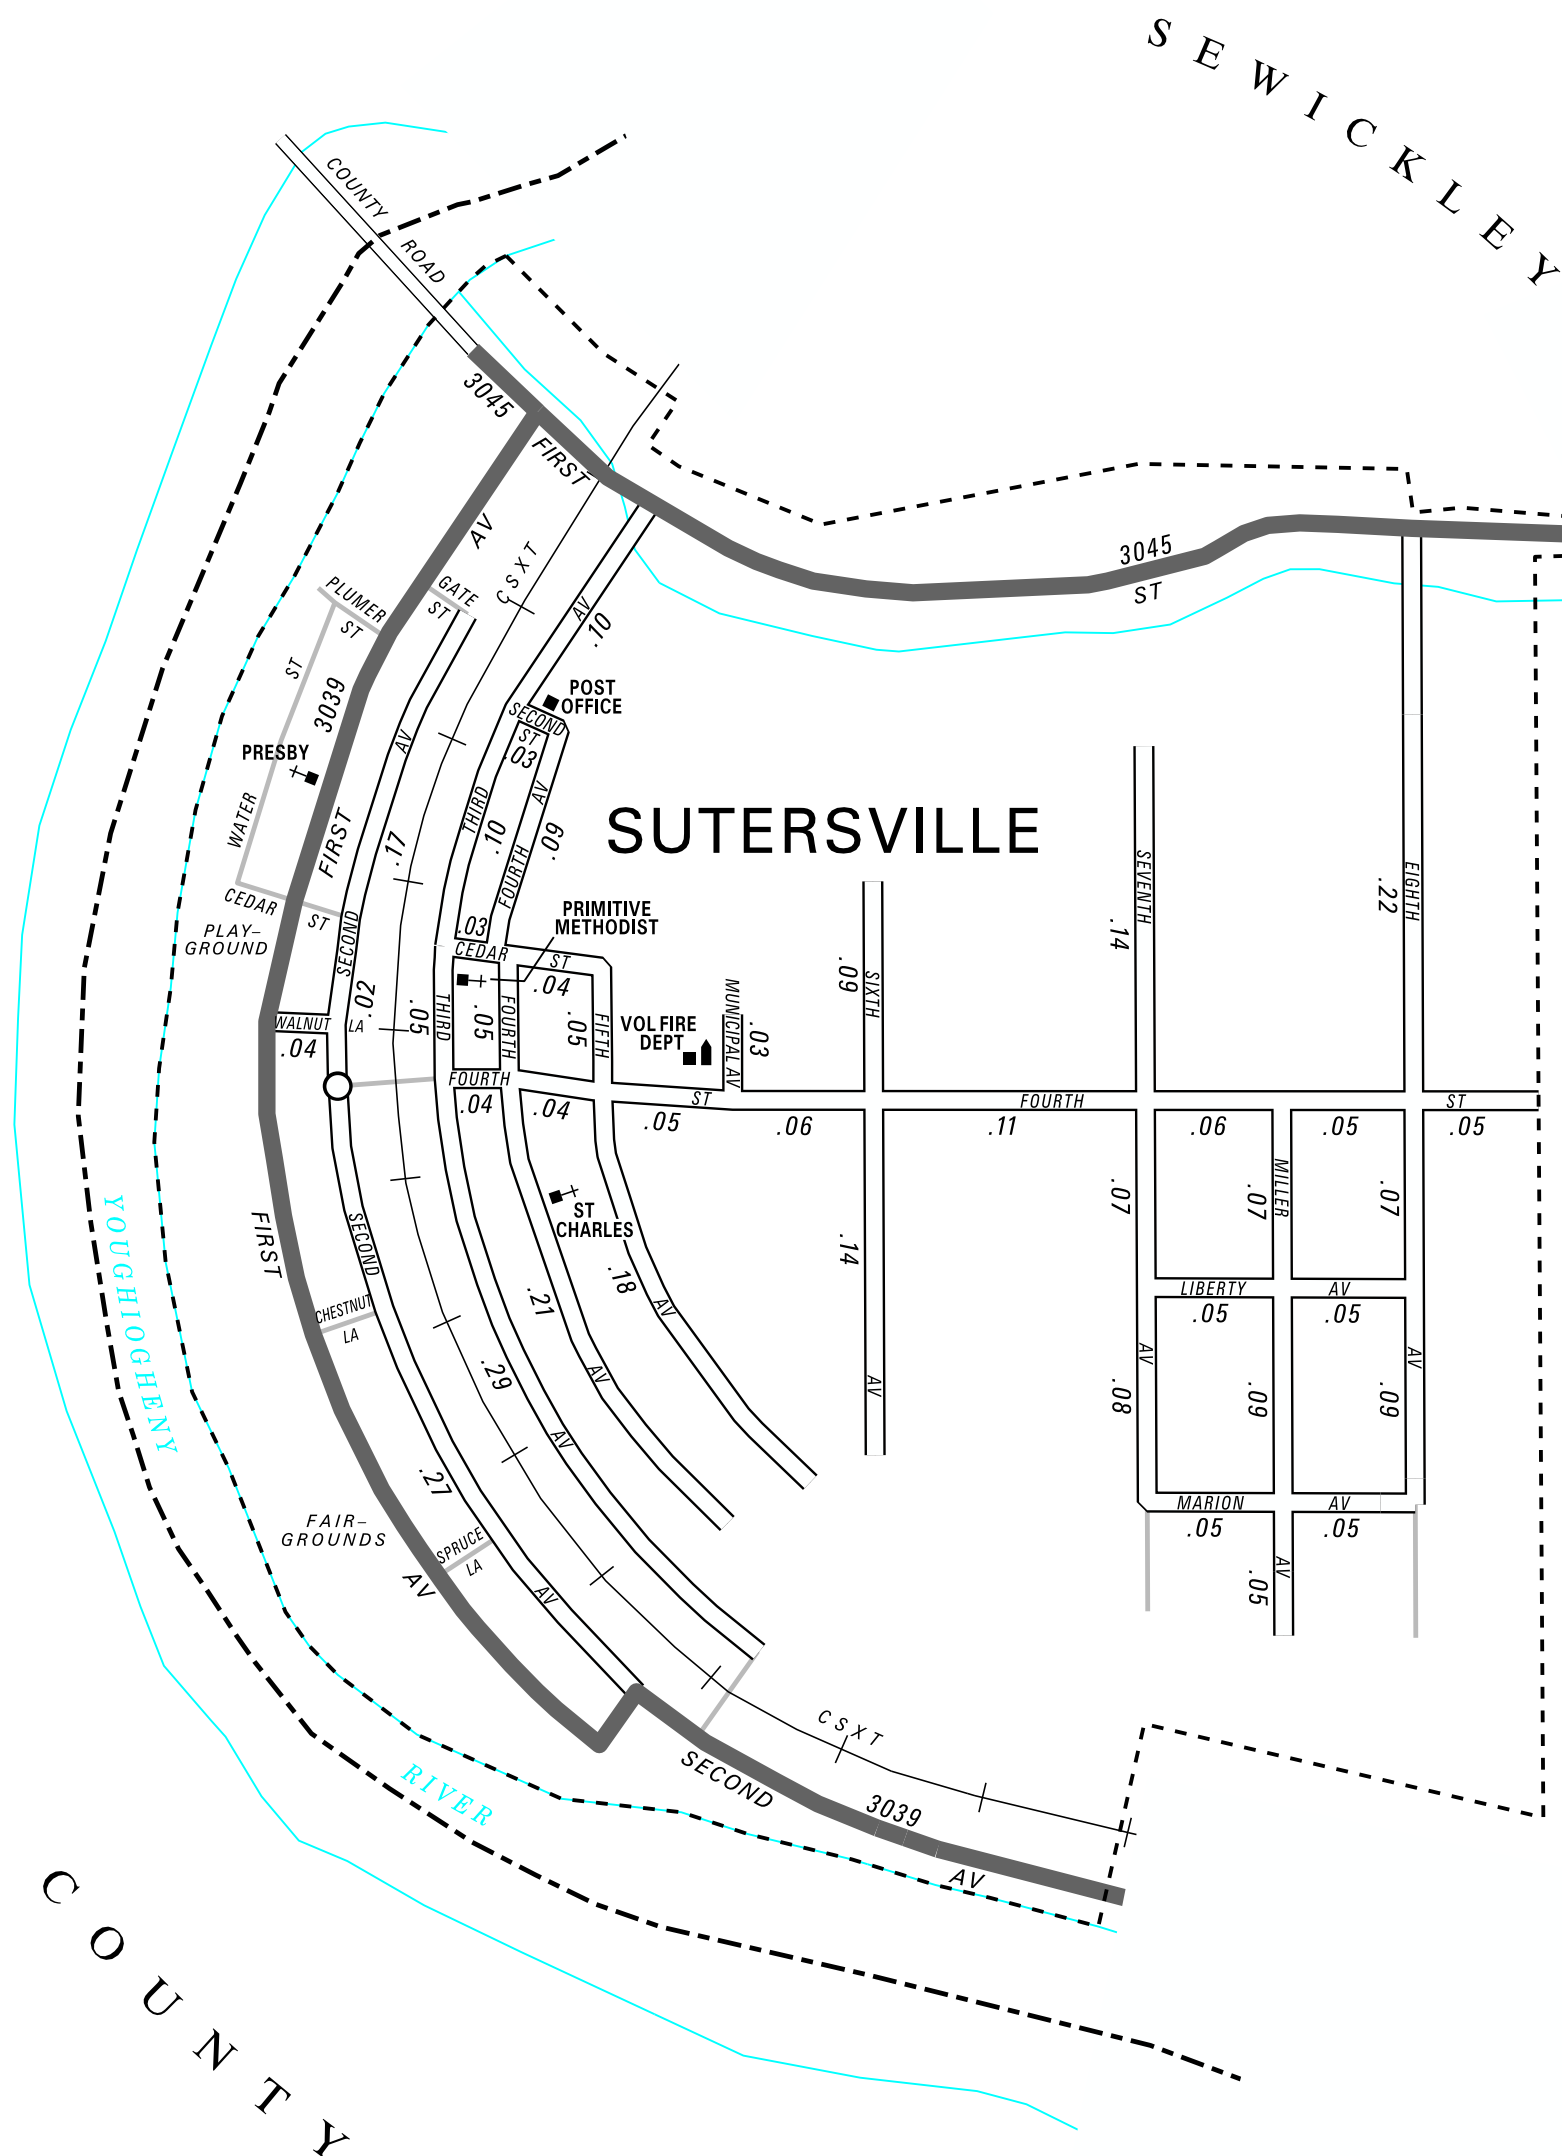 SEWICKLEY
COUNTY
ROAD
3045
FIRST
AV
CSXT
3045
ST
GATE
ST
PLUMER
ST
ST
3039
AV
.10
POST
OFFICE
SECOND
ST
.03
PRESBY
WATER
FIRST
AV
.17
THIRD
.10
AV
.09
FOURTH
SUTERSVILLE
CEDAR
ST
PLAY–
GROUND
SECOND
.03
CEDAR
ST
.04
PRIMITIVE
METHODIST
SEVENTH
.14
EIGHTH
.22
.02
.05
THIRD
.05
FOURTH
.05
FIFTH
VOL FIRE
DEPT
MUNICIPAL AV
.03
.09
SIXTH
WALNUT LA
.04
FOURTH
.04
.04
ST
.05
.06
FOURTH
.11
.06
.05
ST
.05
ST
CHARLES
.07
.07
MILLER
.07
FIRST
SECOND
YOUGHIOGHENY
.14
.18
AV
.21
LIBERTY
AV
.05
.05
CHESTNUT
LA
.29
AV
AV
AV
AV
AV
.08
.09
.09
.27
MARION
AV
.05
.05
FAIR–
GROUNDS
SPRUCE
LA
AV
AV
AV
.05
CSXT
SECOND
3039
AV
RIVER
COUNTY